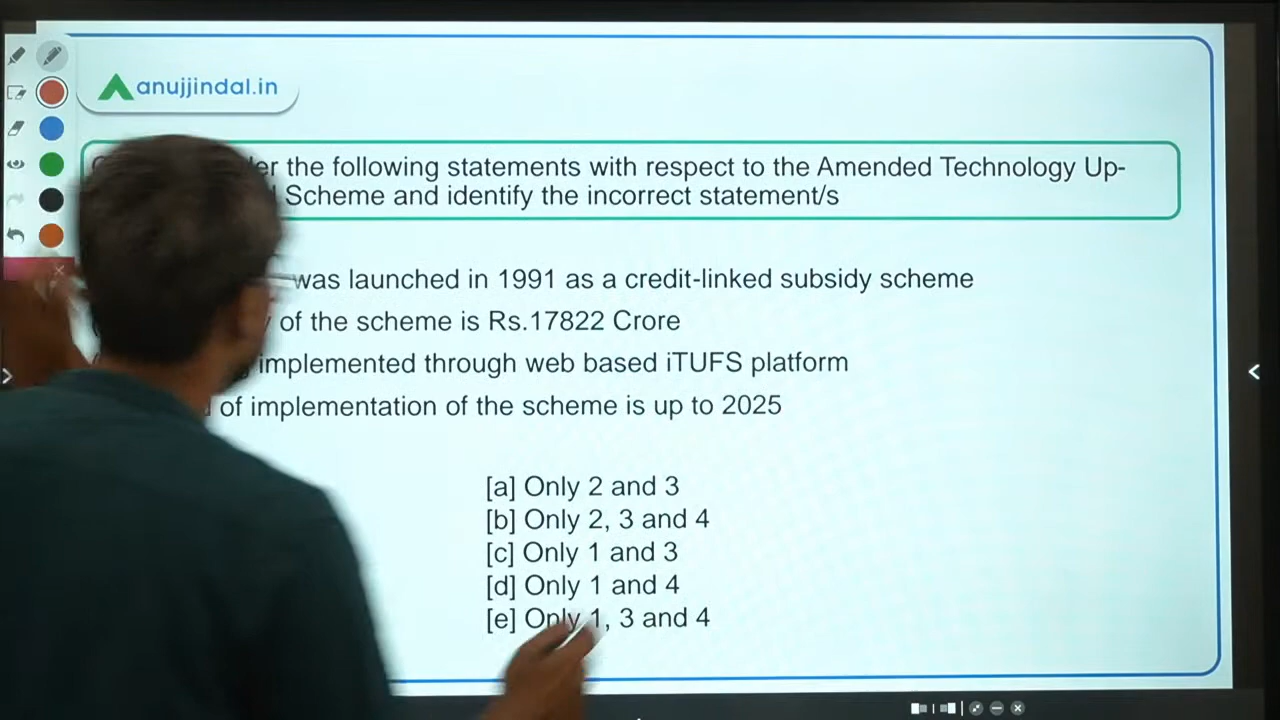 anujjindal.in
the following statements with respect to the Amended Technology Up-
Scheme and identify the incorrect statement/s
was launched in 1991 as a credit-linked subsidy scheme
of the scheme is Rs.17822 Crore
implemented through web based iTUFS platform
of implementation of the scheme is up to 2025
[a] Only 2 and 3
[b] Only 2, 3 and 4
[c] Only 1 and 3
[d] Only 1 and 4
[e] Only 1, 3 and 4